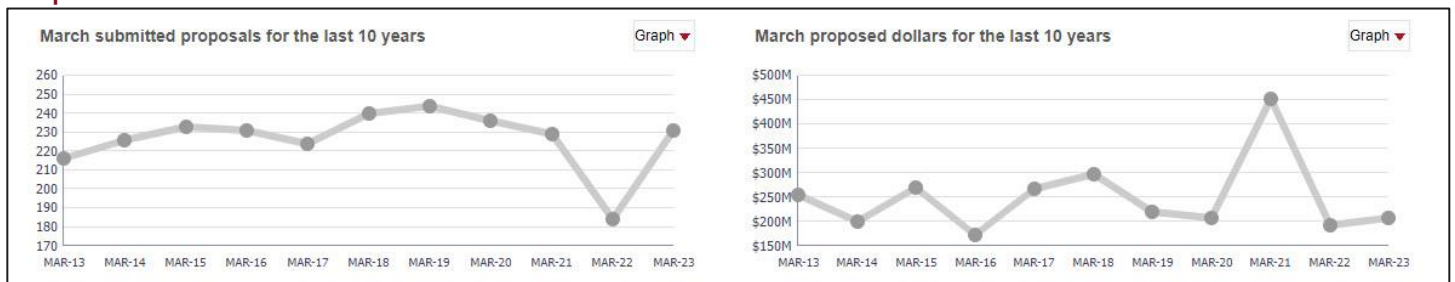 March submitted proposals for the last 10 years
Graph
260
250
240
230
220
210
200
190
180
170
MAR-13 MAR-14 MAR-15 MAR-16 MAR-17 MAR-18 MAR-19 MAR-20 MAR-21 MAR-22 MAR-23
March proposed dollars for the last 10 years
Graph
$500M
$450M
$400M
$350M
$300M
$250M
$200M
$150M
MAR-13 MAR-14 MAR-15 MAR-16 MAR-17 MAR-18 MAR-19 MAR-20 MAR-21 MAR-22 MAR-23